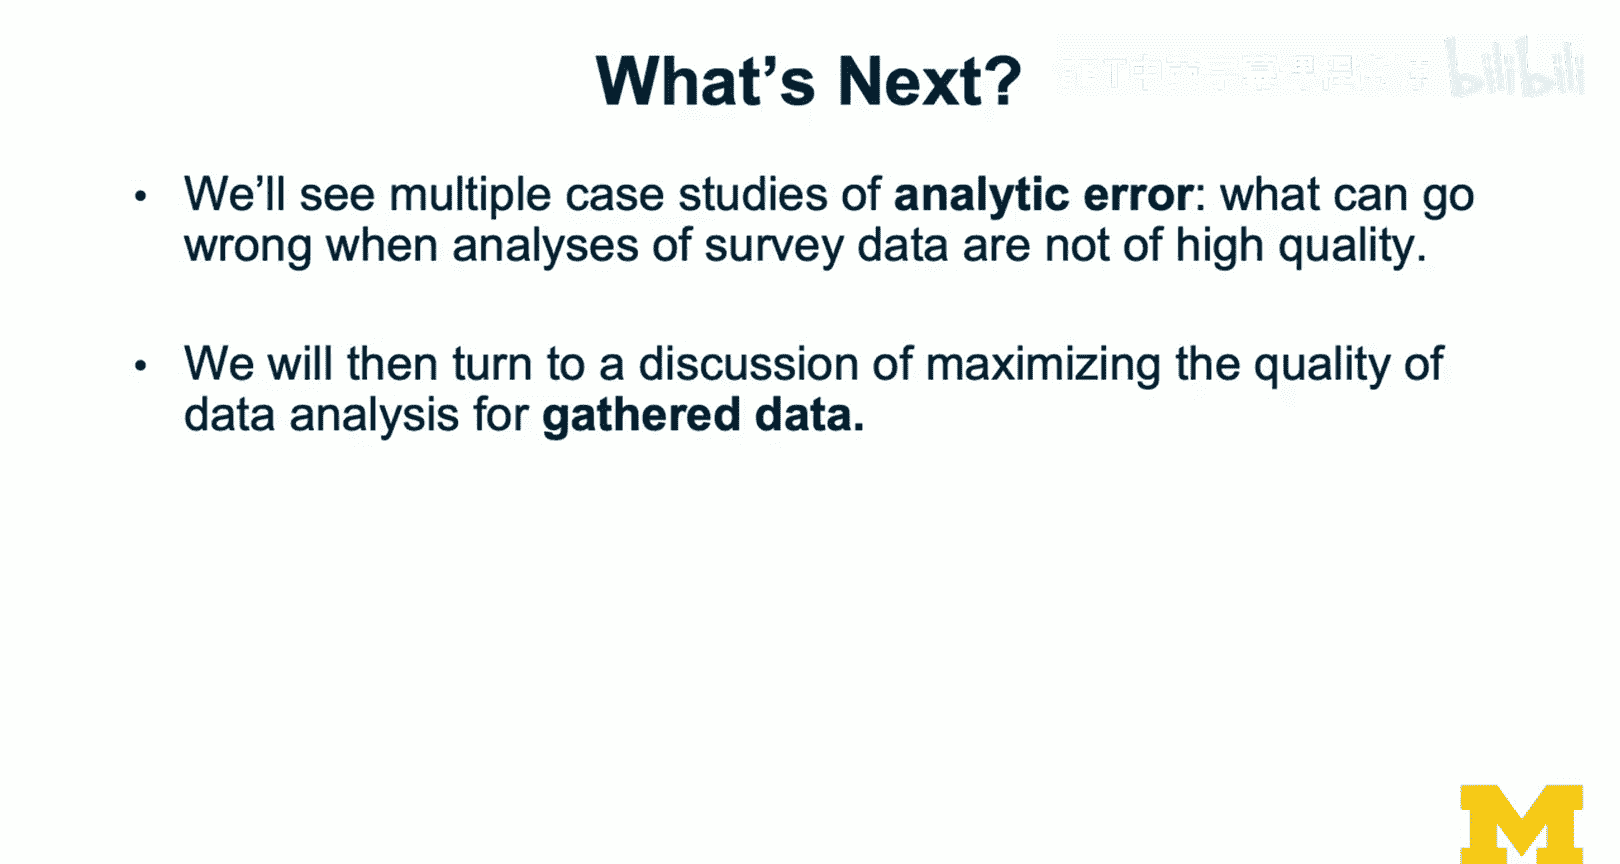 What’s Next?
bilibili
• We’ll see multiple case studies of analytic error: what can go
wrong when analyses of survey data are not of high quality.
• We will then turn to a discussion of maximizing the quality of
data analysis for gathered data.
M